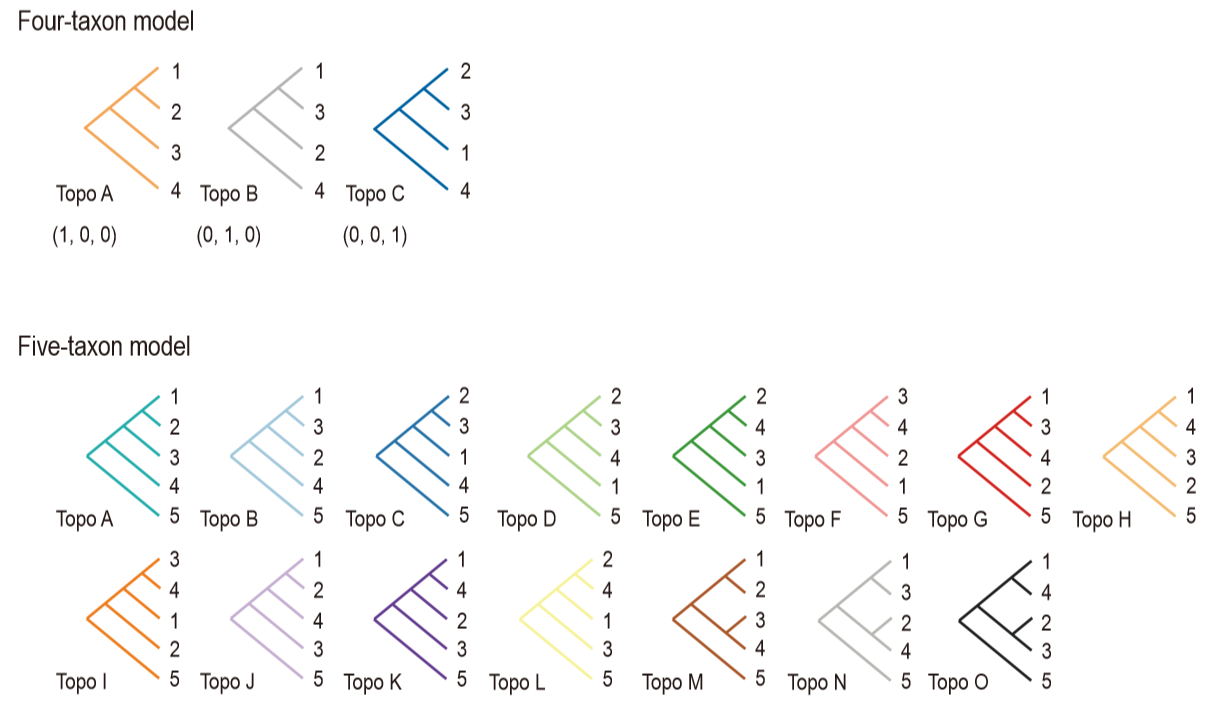 Four-taxon model
1 1 2
2 3 3
3 2 1
Topo A 4 Topo B 4 Topo C 4
(1, 0, 0) (0, 1, 0) (0, 0, 1)
Five-taxon model
1 1 2 2 2 3 1 1
2 3 3 3 4 4 3 4
3 2 1 4 3 2 4 3
4 4 4 1 1 1 2 2
Topo A 5 Topo B 5 Topo C 5 Topo D 5 Topo E 5 Topo F 5 Topo G 5 Topo H 5
3 1 1 2 1 1 1
4 2 4 4 2 3 4
1 4 2 1 3 2 2
2 3 3 3 4 4 3
Topo I 5 Topo J 5 Topo K 5 Topo L 5 Topo M 5 Topo N 5 Topo O 5